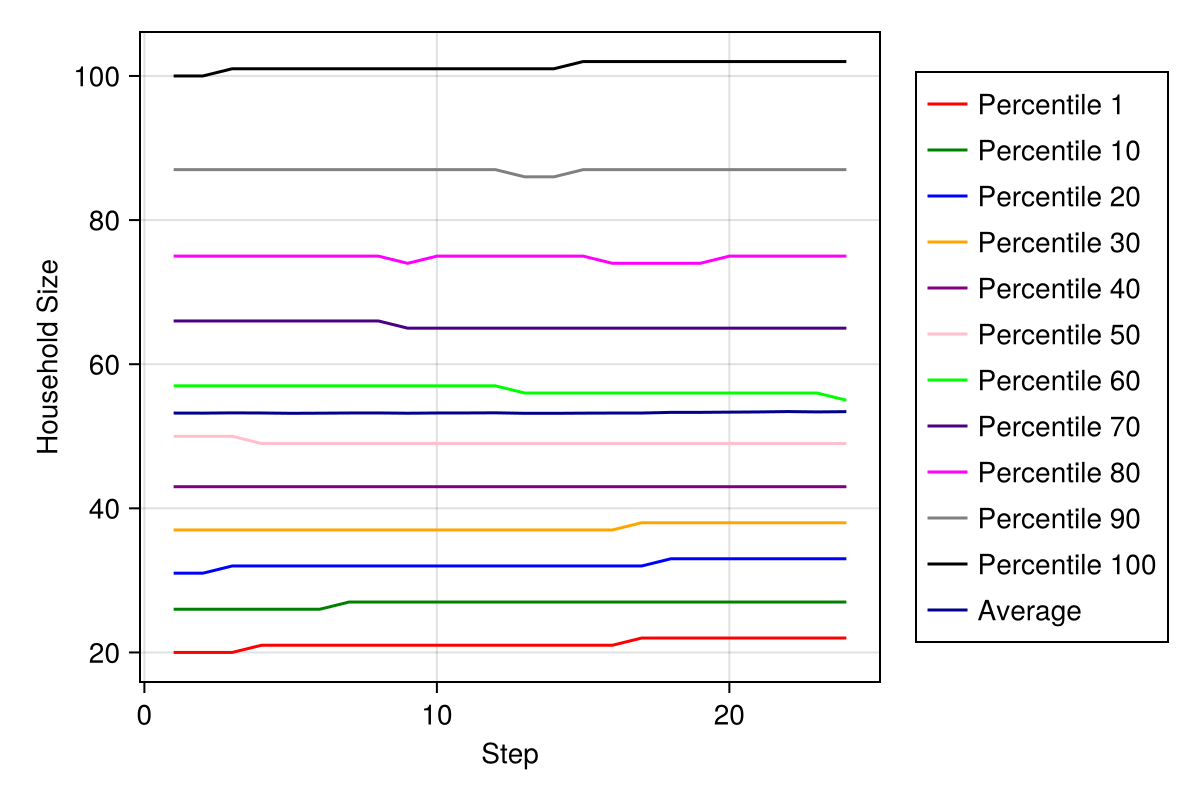 100
80
60
40
20
Household Size
0
10
20
Step
Percentile 1
Percentile 10
Percentile 20
Percentile 30
Percentile 40
Percentile 50
Percentile 60
Percentile 70
Percentile 80
Percentile 90
Percentile 100
Average